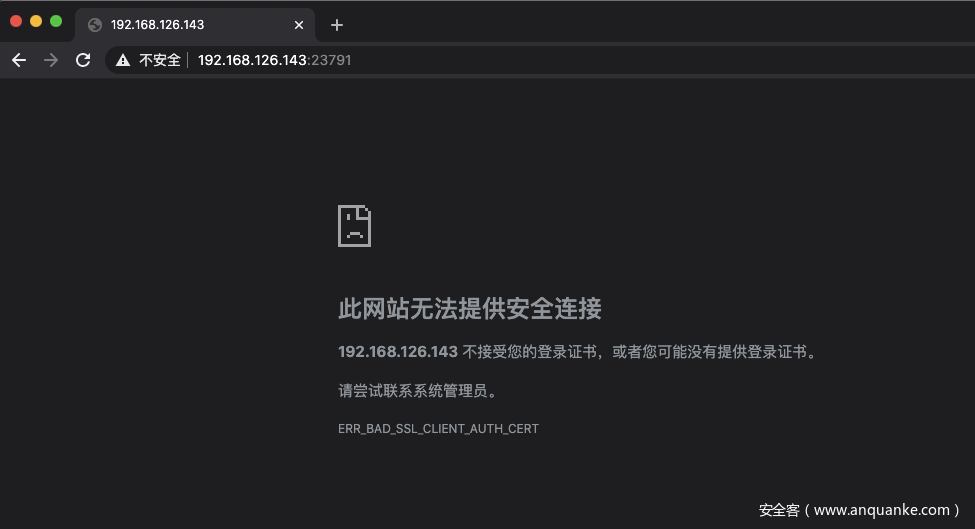 192.168.126.143
不安全 192.168.126.143:23791
此网站无法提供安全连接
192.168.126.143 不接受您的登录证书，或者您可能没有提供登录证书。
请尝试联系系统管理员。
ERR_BAD_SSL_CLIENT_AUTH_CERT
安全客（www.anquanke.com）